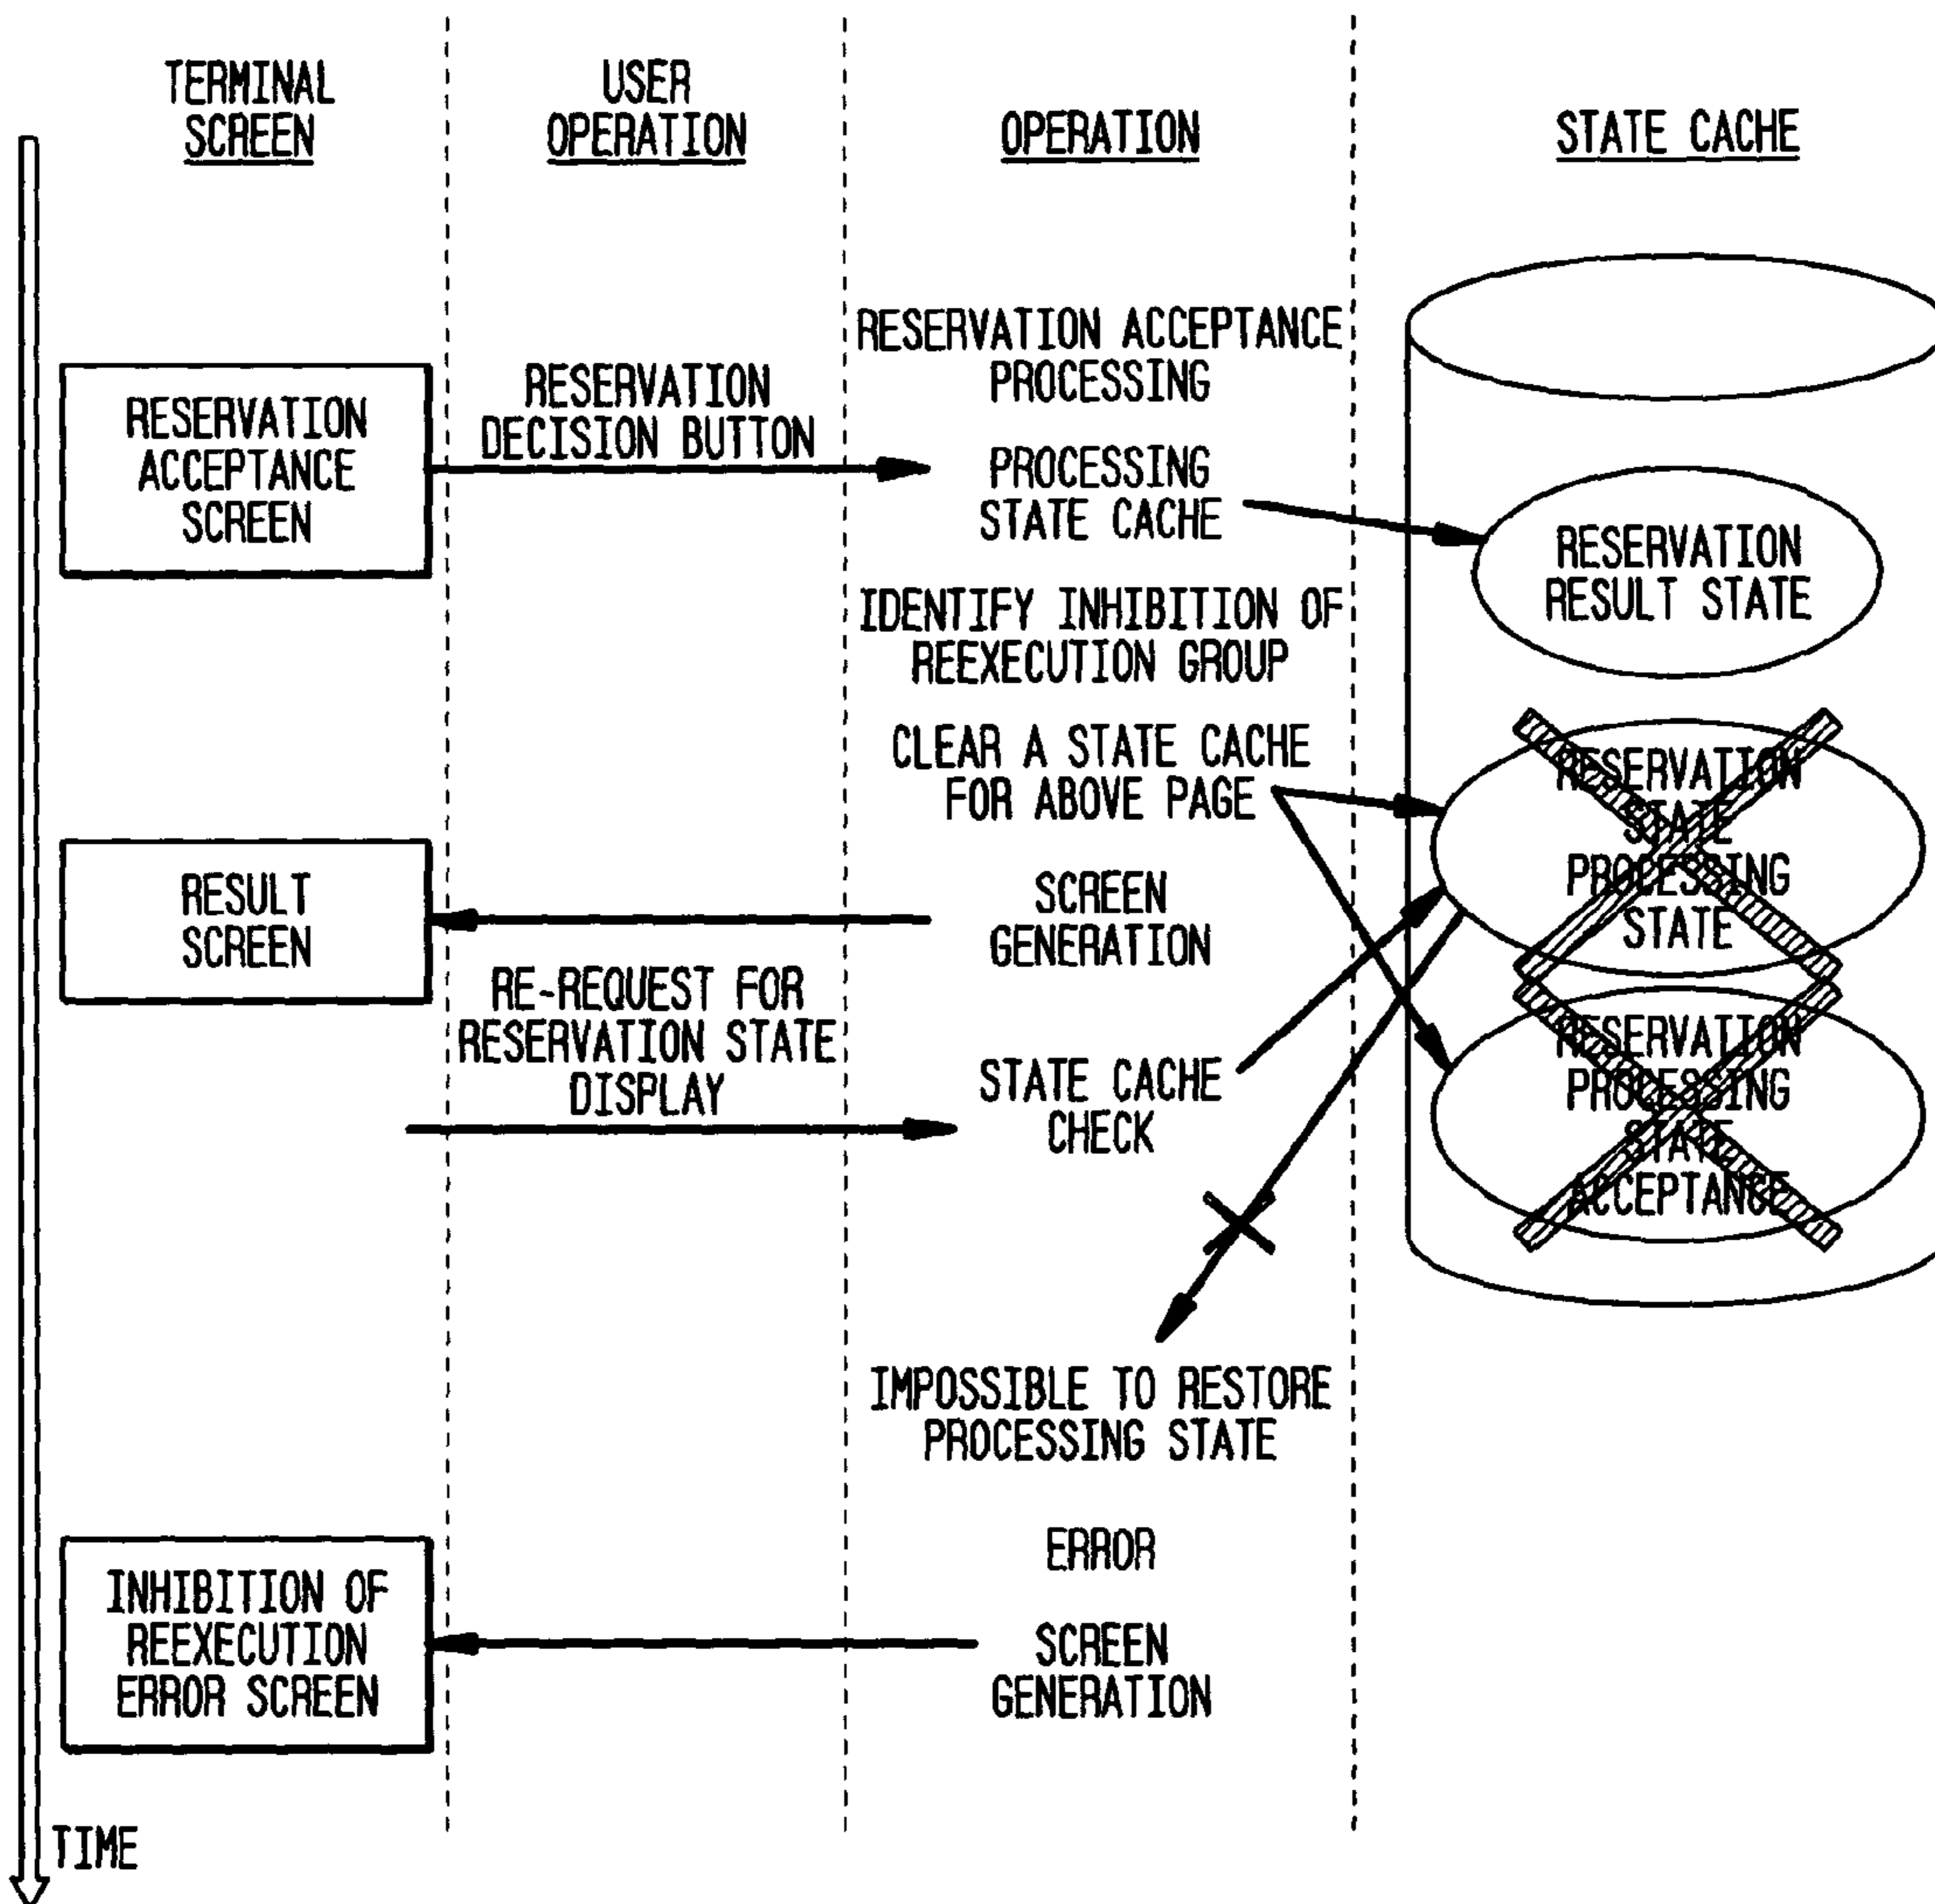 TERMINAL
SCREEN
USER
OPERATION
OPERATION
STATE CACHE
RESERVATION
ACCEPTANCE
SCREEN
RESERVATION
DECISION BUTTON
RESERVATION ACCEPTANCE
PROCESSING
PROCESSING
STATE CACHE
RESERVATION
RESULT STATE
IDENTIFY INHIBITION OF
REEXECUTION GROUP
CLEAR A STATE CACHE
FOR ABOVE PAGE
RESERVATION
STATE
PROCESSING
STATE
RESULT
SCREEN
SCREEN
GENERATION
RE-REQUEST FOR
RESERVATION STATE
DISPLAY
STATE CACHE
CHECK
RESERVATION
PROCESSING
STATE
ACCEPTANCE
IMPOSSIBLE TO RESTORE
PROCESSING STATE
ERROR
INHIBITION OF
REEXECUTION
ERROR SCREEN
SCREEN
GENERATION
TIME